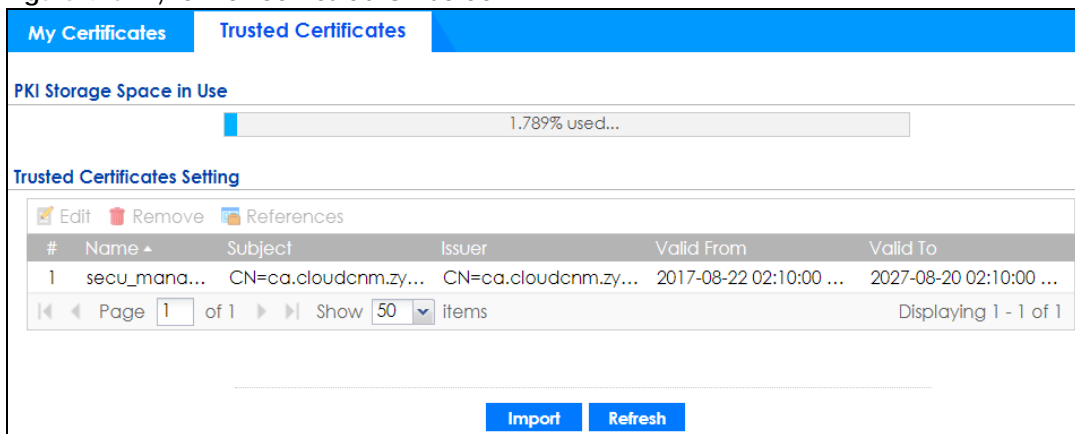 My Certificates Trusted Certificates
PKI Storage Space in Use
1.789% used...
Trusted Certificates Setting
Edit Remove References
# Name Subject Issuer Valid From Valid To
1 secu_mana... CN=ca.cloudcnm.zy... CN=ca.cloudcnm.zy... 2017-08-22 02:10:00 ... 2027-08-20 02:10:00 ...
Page 1 of 1 Show 50 items Displaying 1 - 1 of 1
Import Refresh